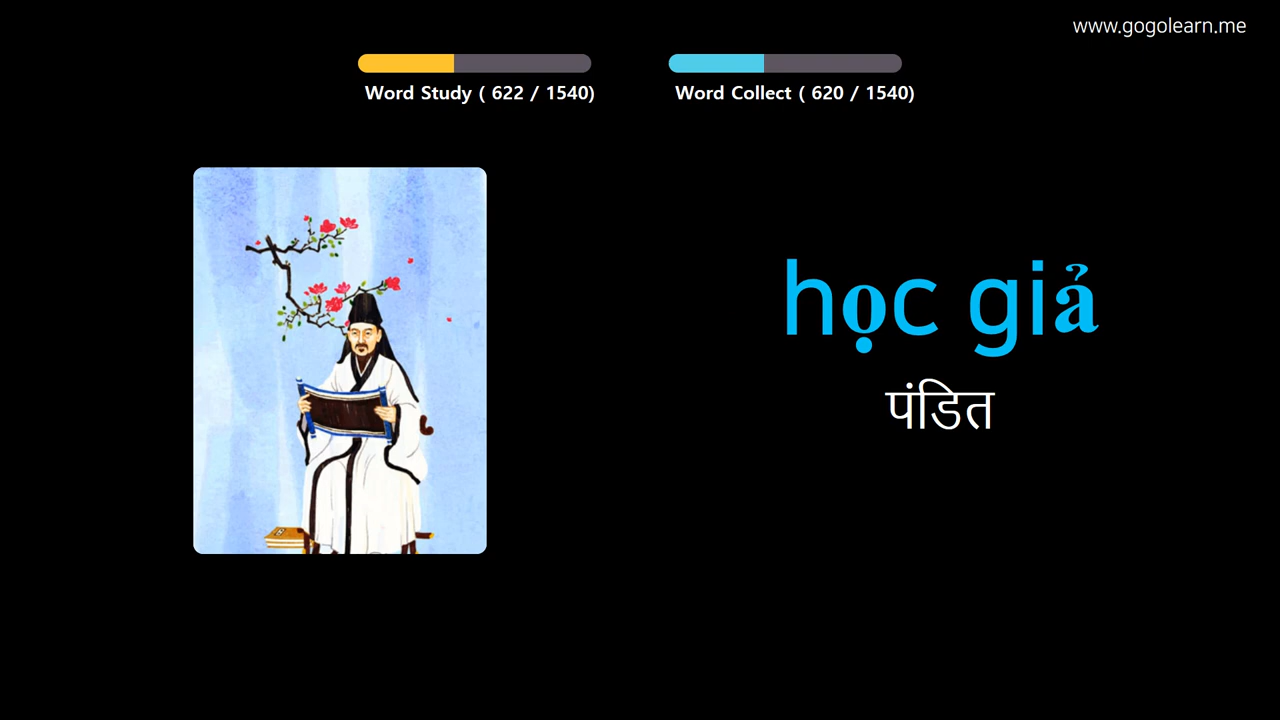 www.gogolearn.me
Word Study ( 622 / 1540)
Word Collect ( 620 / 1540)
học giả
पंडित